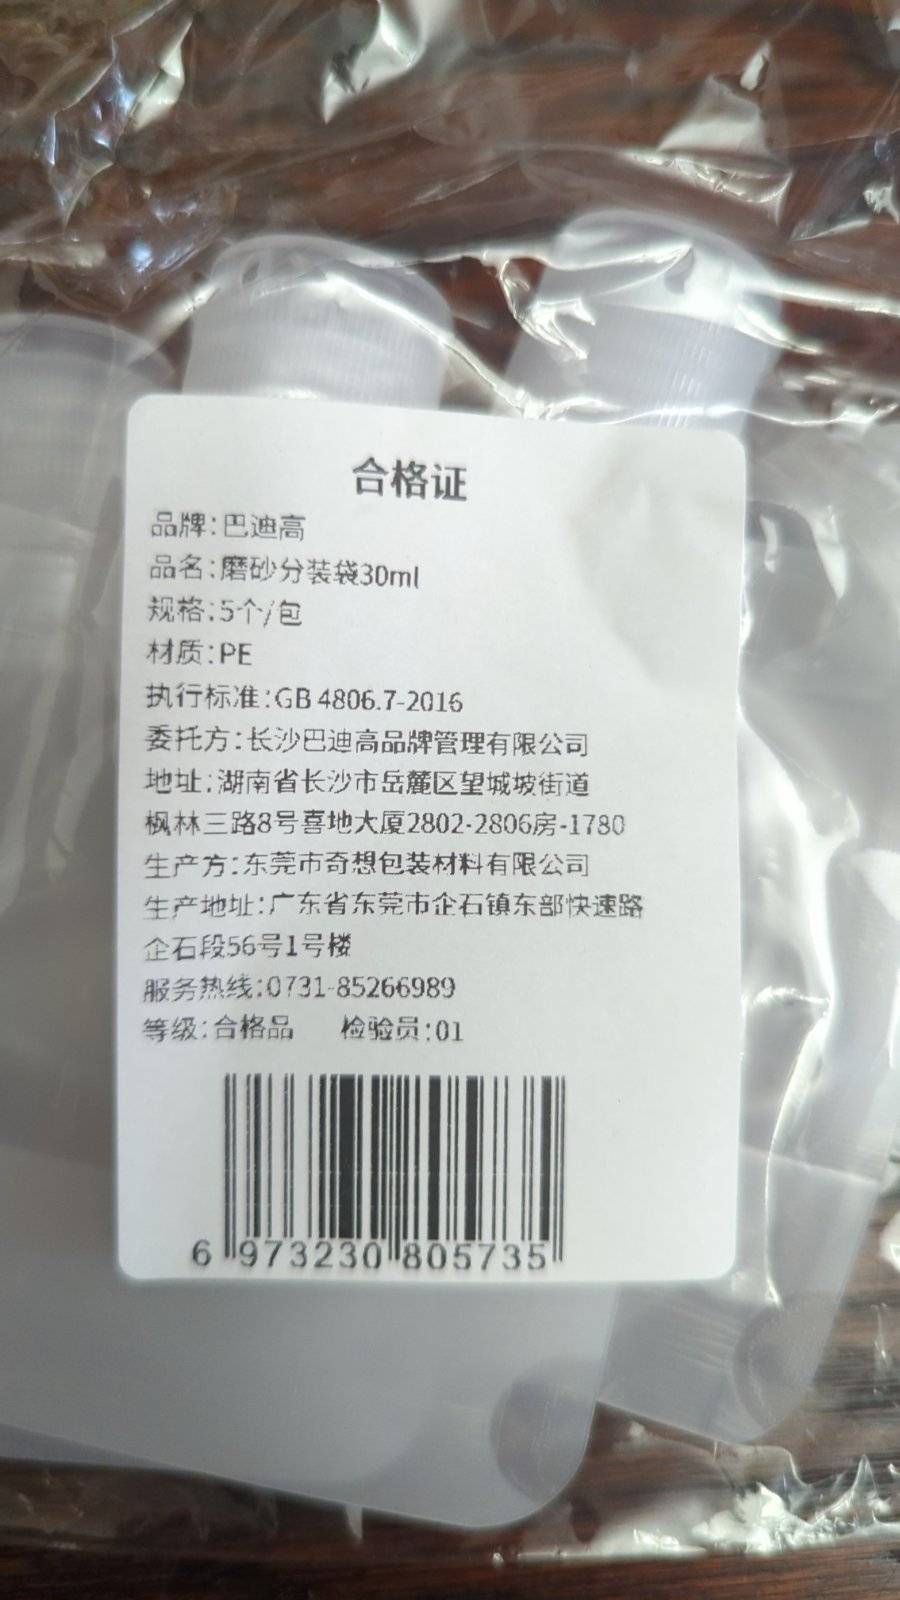 合格证
品牌:巴迪高
品名:磨砂分装袋30ml
规格:5个/包
材质:PE
执行标准:GB 4806.7-2016
委托方:长沙巴迪高品牌管理有限公司
地址:湖南省长沙市岳麓区望城坡街道
枫林三路8号喜地大厦2802-2806房-1780
生产方:东莞市奇想包装材料有限公司
生产地址:广东省东莞市企石镇东部快速路
企石段56号1号楼
服务热线:0731-85266989
等级:合格品 检验员:01
6 973230 805735